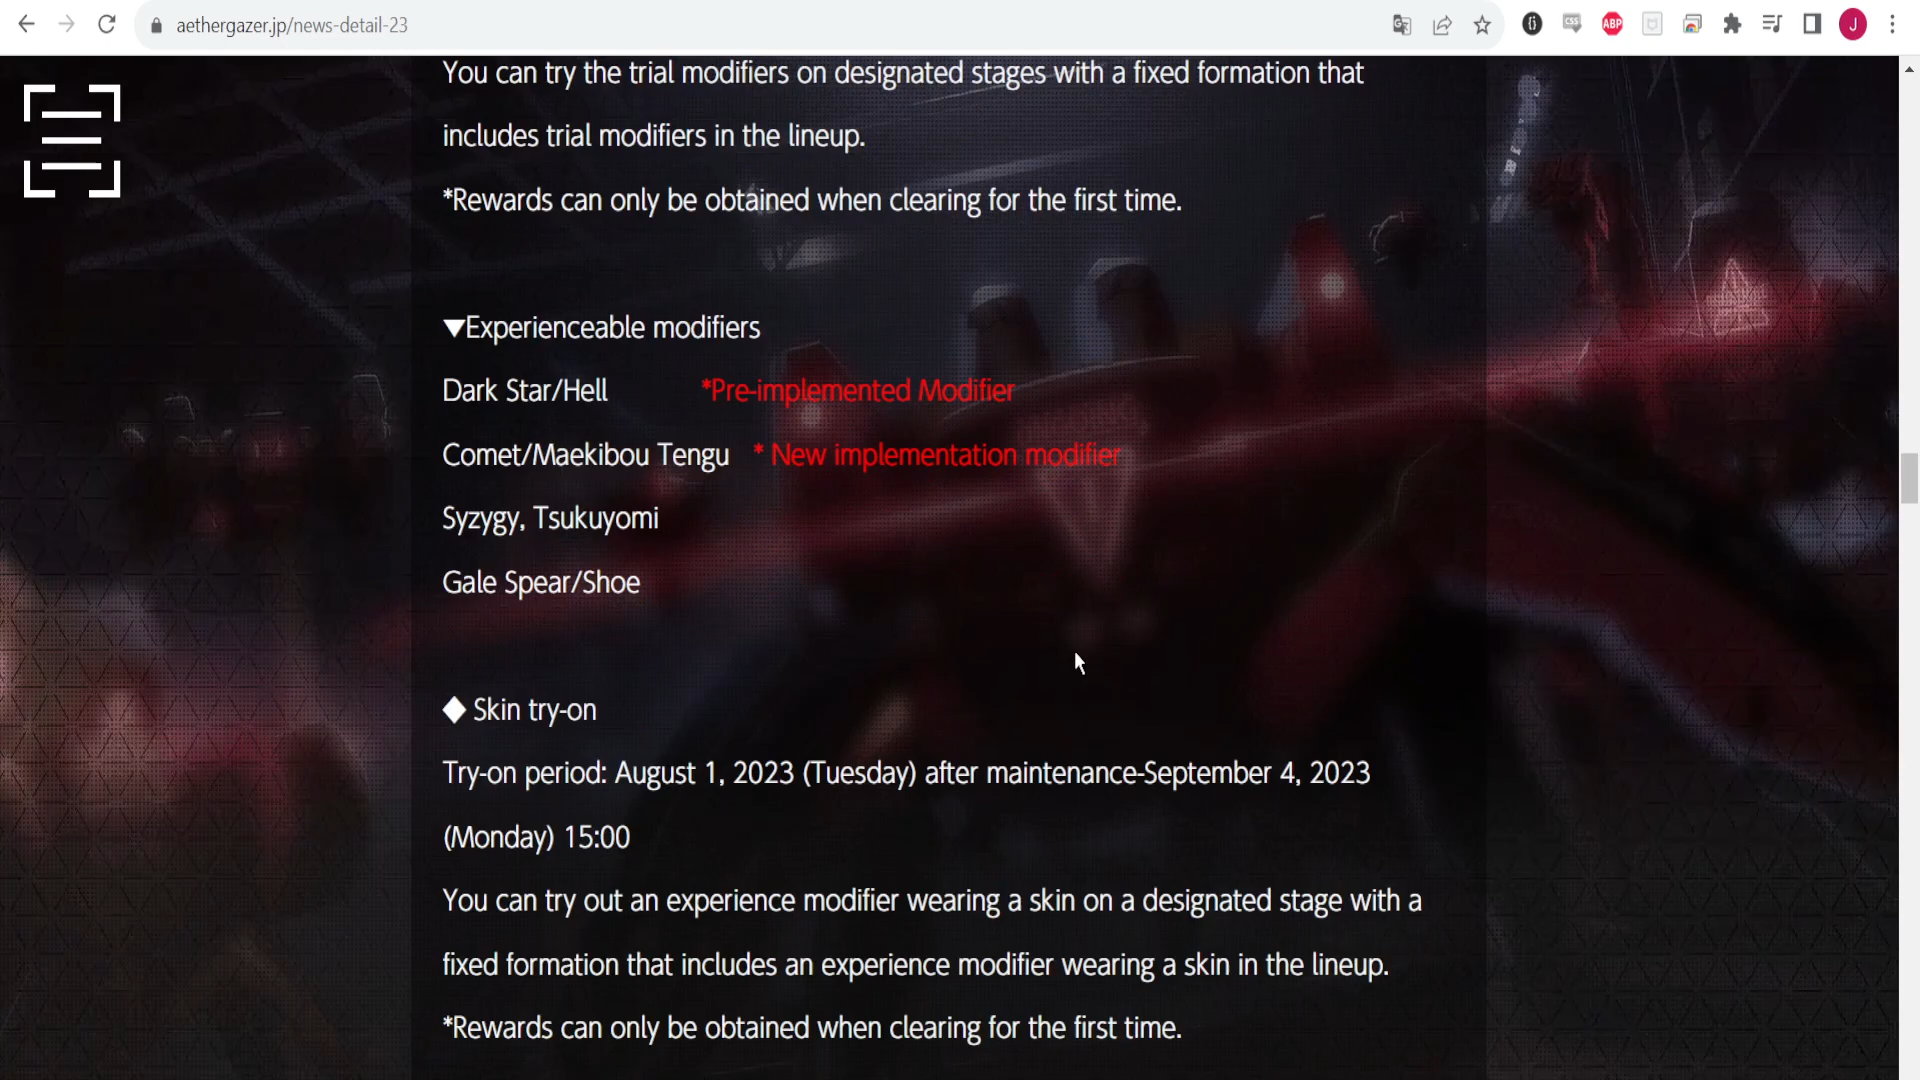 aethergazer.jp/news-detail-23
CSS
ABP
J
You can try the trial modifiers on designated stages with a fixed formation that
includes trial modifiers in the lineup.
*Rewards can only be obtained when clearing for the first time.
▼Experienceable modifiers
Dark Star/Hell *Pre-implemented Modifier
Comet/Maekibou Tengu * New implementation modifier
Syzygy, Tsukuyomi
Gale Spear/Shoe
◆ Skin try-on
Try-on period: August 1, 2023 (Tuesday) after maintenance-September 4, 2023
(Monday) 15:00
You can try out an experience modifier wearing a skin on a designated stage with a
fixed formation that includes an experience modifier wearing a skin in the lineup.
*Rewards can only be obtained when clearing for the first time.